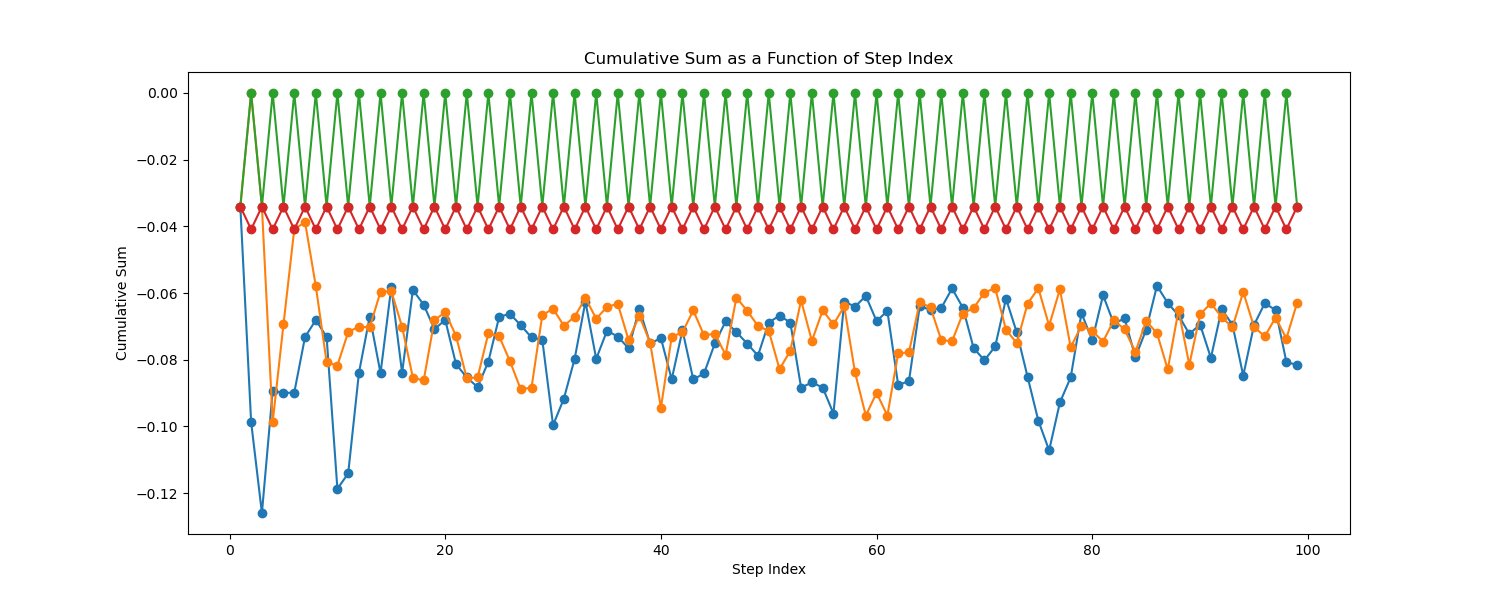 Cumulative Sum as a Function of Step Index
0.00
−0.02
−0.04
−0.06
−0.08
−0.10
−0.12
Cumulative Sum
0 20 40 60 80 100
Step Index